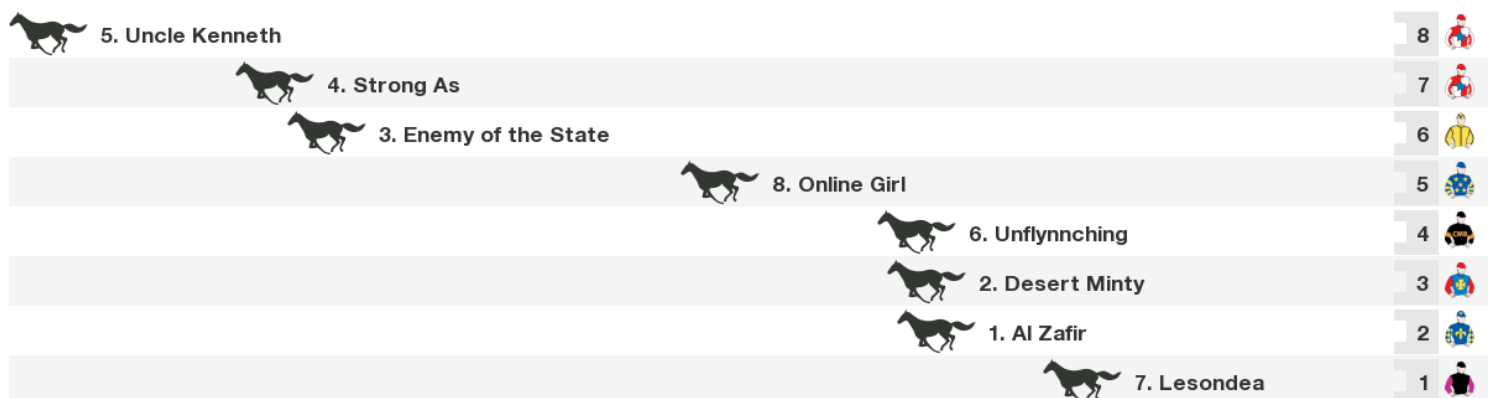 5. Uncle Kenneth 8
4. Strong As 7
3. Enemy of the State 6
8. Online Girl 5
6. Unflynnching 4
CMB
2. Desert Minty 3
1. Al Zafir 2
7. Lesondea 1